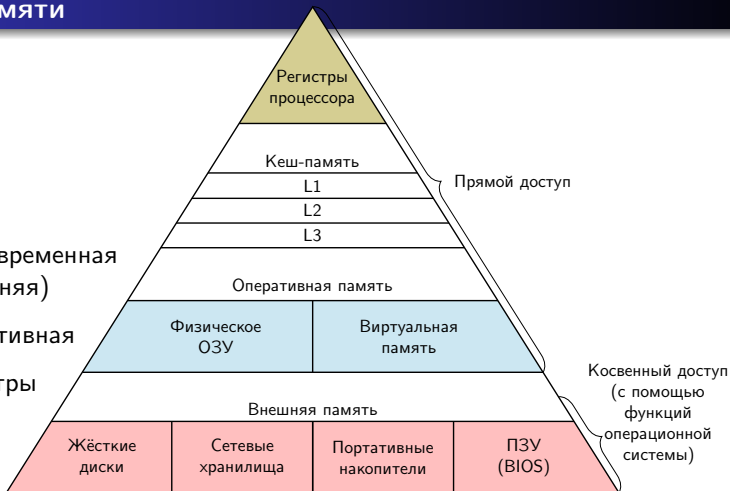 мяти
Регистры
процессора
Кеш-память
L1
L2
L3
Прямой доступ
временная
няя)
тивная
тры
Оперативная память
Физическое
ОЗУ
Виртуальная
память
Внешняя память
Жёсткие
диски
Сетевые
хранилища
Портативные
накопители
ПЗУ
(BIOS)
Косвенный доступ
(с помощью
функций
операционной
системы)